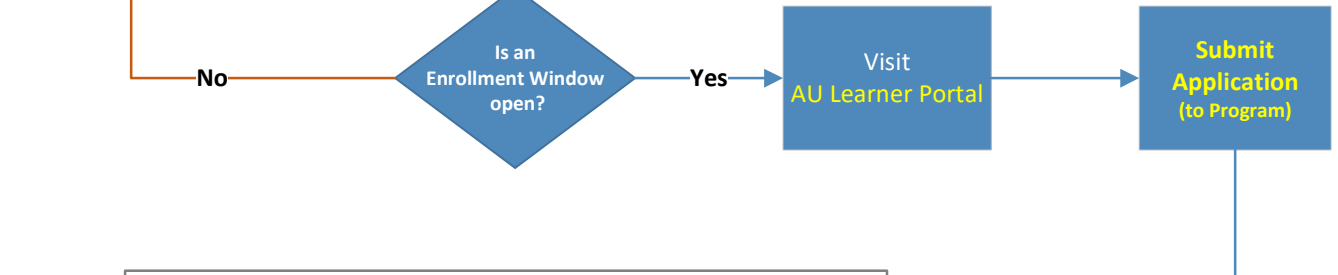 No
Is an
Enrollment Window
open?
Yes
Visit
AU Learner Portal
Submit
Application
(to Program)